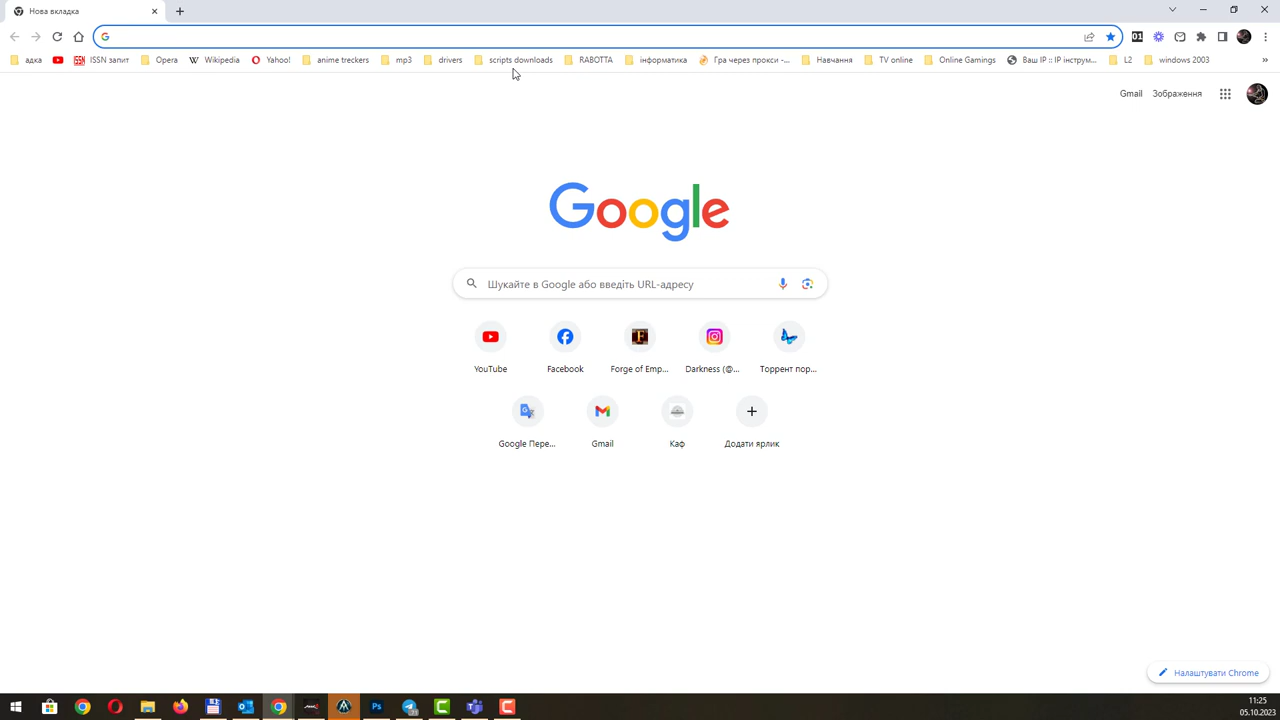 Нова вкладка
адка
ISSN запит
Opera
Wikipedia
Yahoo!
anime treckers
mp3
drivers
scripts downloads
RABOTTA
інформатика
Гра через прокси -...
Навчання
TV online
Online Gamings
Ваш IP :: IP інструм...
L2
windows 2003
Gmail
Зображення
Google
Шукайте в Google або введіть URL-адресу
YouTube
Facebook
Forge of Emp...
Darkness (@...
Торрент пор...
Google Пере...
Gmail
Каф
Додати ярлик
Налаштувати Chrome
11:25
05.10.2023